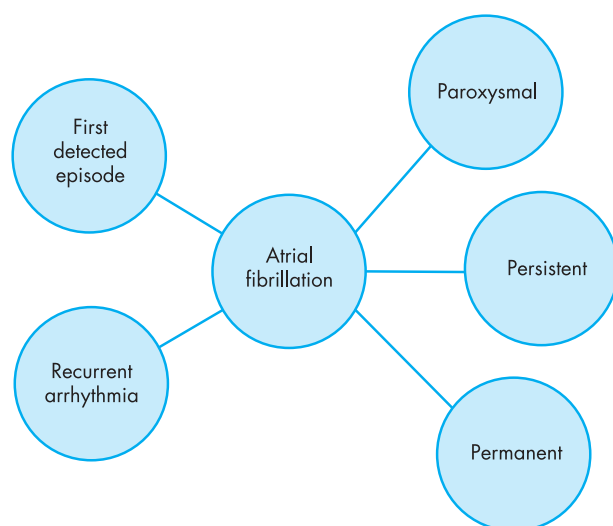 First
detected
episode
Paroxysmal
Atrial
fibrillation
Persistent
Recurrent
arrhythmia
Permanent